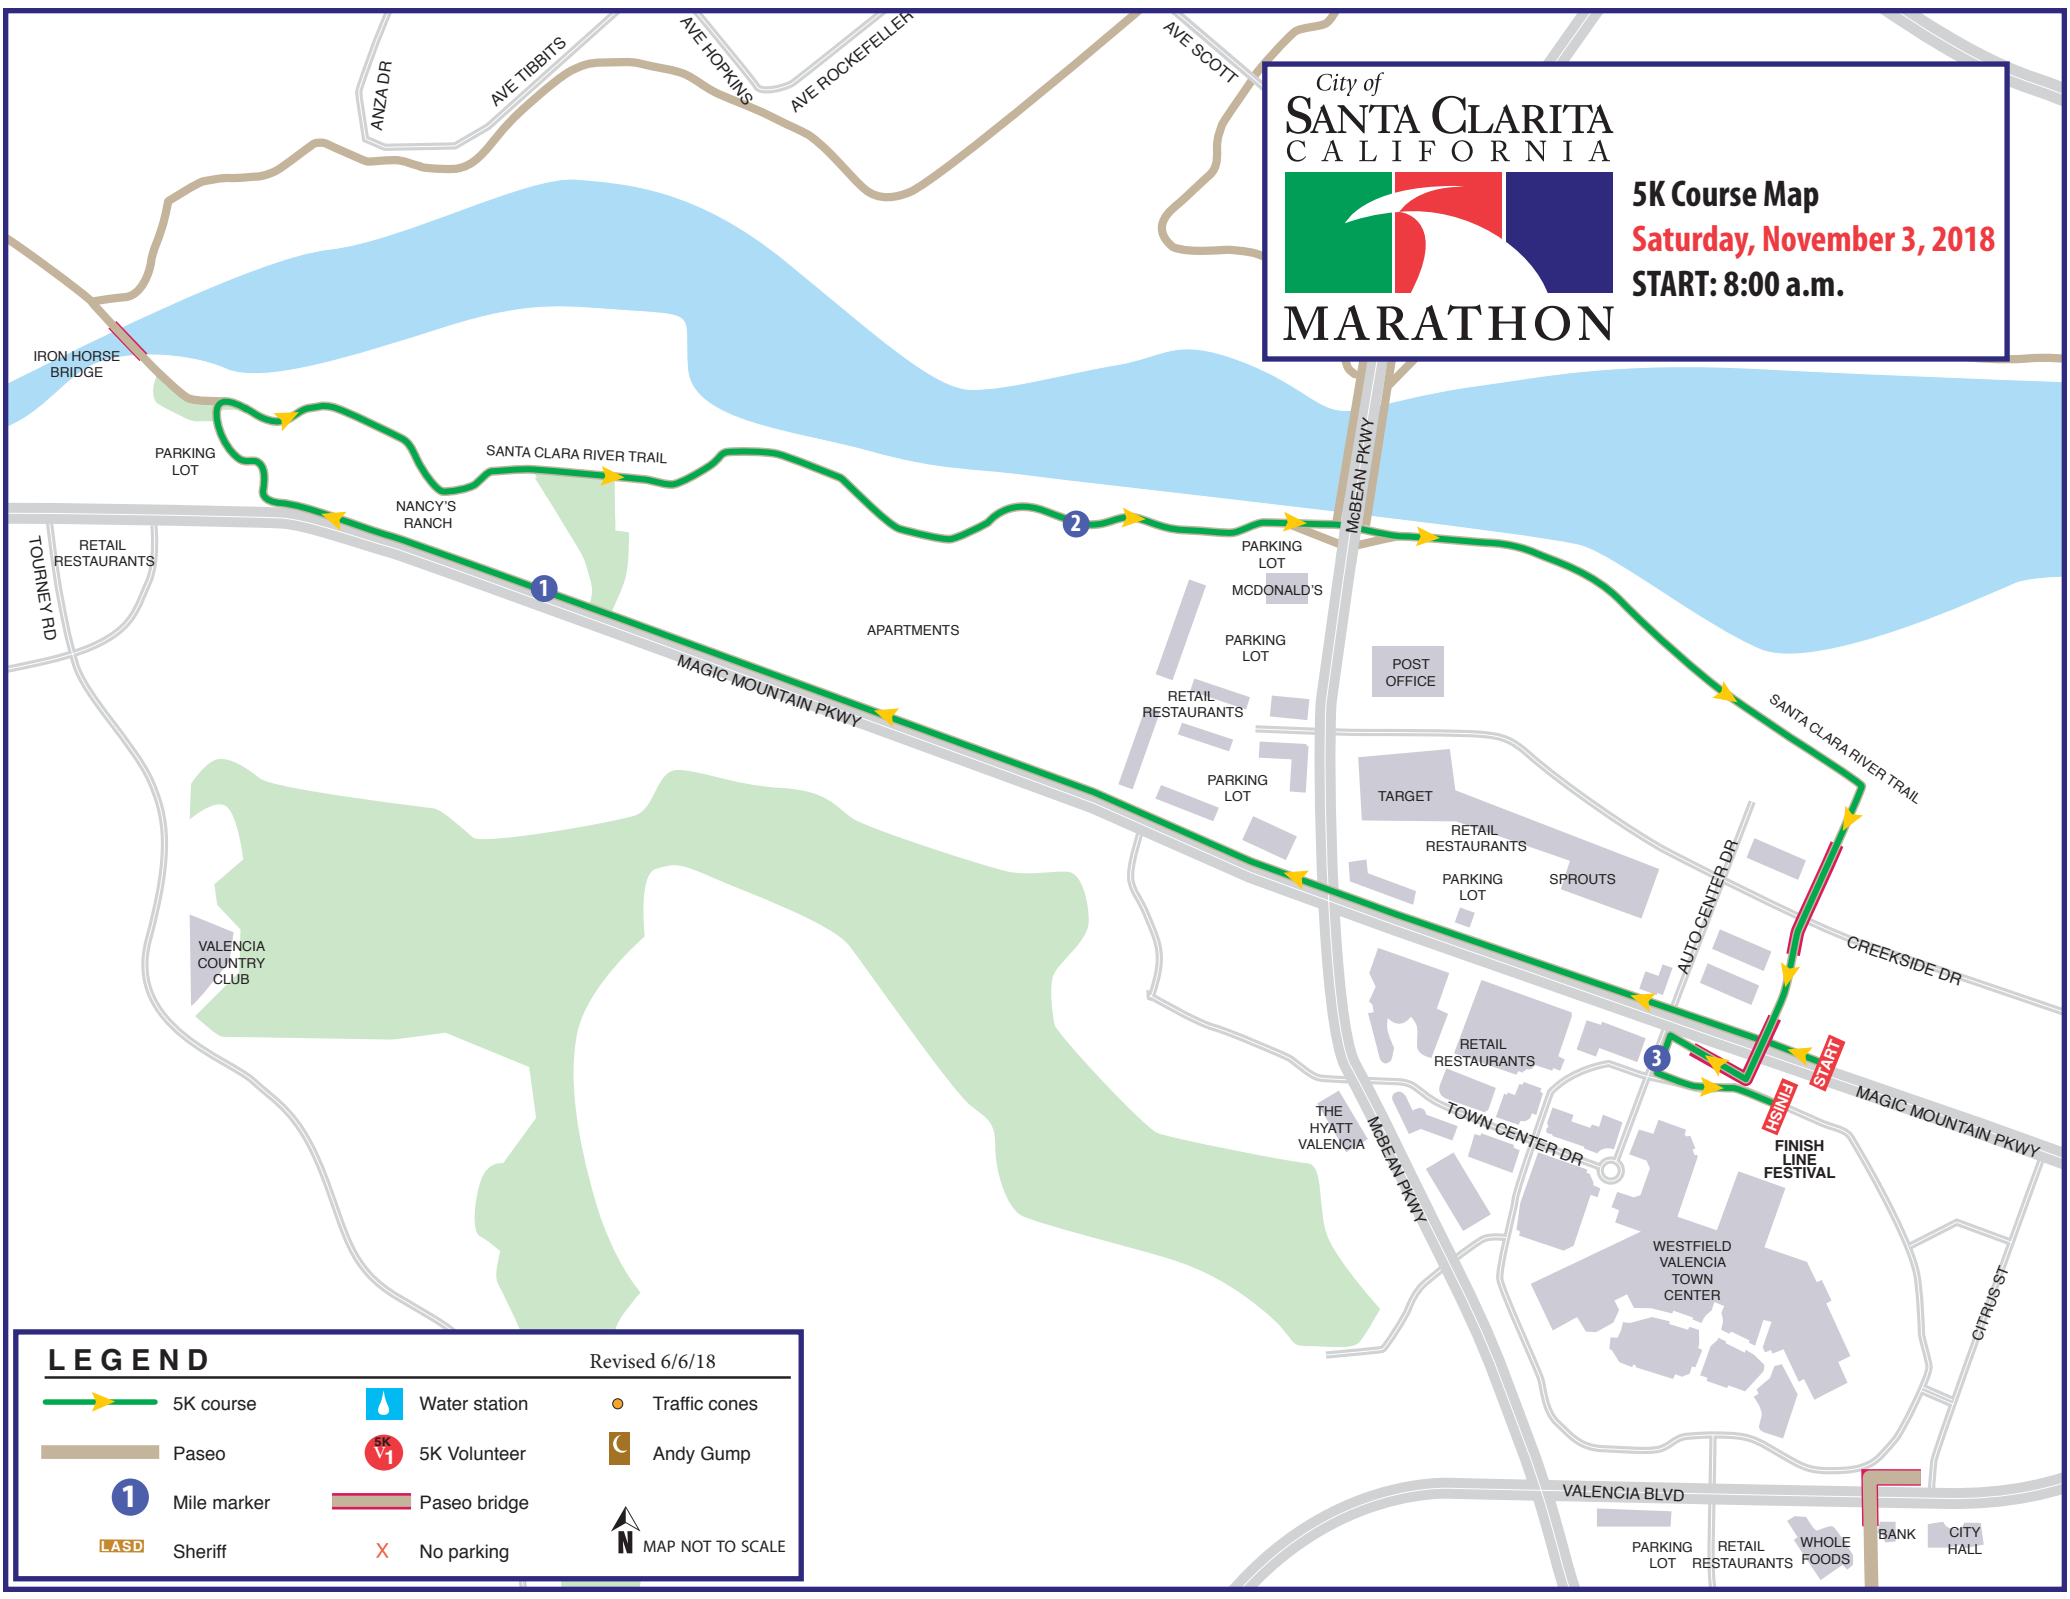 ANZA DR
AVE TIBBITS
AVE HOPKINS
AVE ROCKEFELLER
AVE SCOTT
City of
SANTA CLARITA
CALIFORNIA
MARATHON
5K Course Map
Saturday, November 3, 2018
START: 8:00 a.m.
IRON HORSE
BRIDGE
PARKING
LOT
SANTA CLARA RIVER TRAIL
NANCY'S
RANCH
TOURNEY RD
RETAIL
RESTAURANTS
1
2
McBEAN PKWY
PARKING
LOT
MCDONALD'S
APARTMENTS
PARKING
LOT
POST
OFFICE
MAGIC MOUNTAIN PKWY
RETAIL
RESTAURANTS
SANTA CLARA RIVER TRAIL
PARKING
LOT
TARGET
RETAIL
RESTAURANTS
PARKING
LOT
SPROUTS
AUTO CENTER DR
CREEKSIDE DR
VALENCIA
COUNTRY
CLUB
RETAIL
RESTAURANTS
3
START
FINISH
MAGIC MOUNTAIN PKWY
THE
HYATT
VALENCIA
McBEAN PKWY
TOWN CENTER DR
FINISH
LINE
FESTIVAL
WESTFIELD
VALENCIA
TOWN
CENTER
CITRUS ST
VALENCIA BLVD
PARKING
LOT
RETAIL
RESTAURANTS
WHOLE
FOODS
BANK
CITY
HALL
LEGEND
Revised 6/6/18
5K course
Water station
Traffic cones
Paseo
5K
V1
5K Volunteer
Andy Gump
1
Mile marker
Paseo bridge
LASD
Sheriff
X
No parking
N
MAP NOT TO SCALE